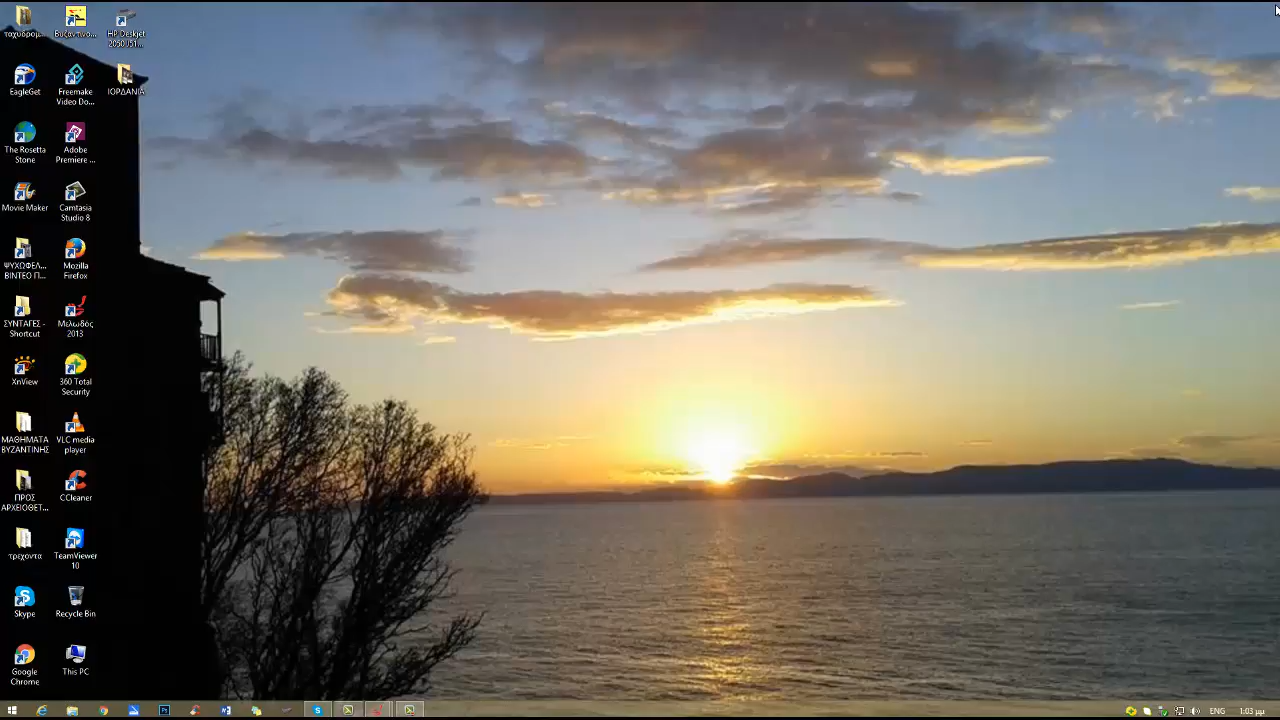 ταχυδρομ...
Βυζαντινο...
HP Deskjet
2050 J51...
EagleGet
Freemake
Video Do...
ΙΟΡΔΑΝΙΑ
The Rosetta
Stone
Adobe
Premiere ...
Movie Maker
Camtasia
Studio 8
ΨΥΧΩΦΕΛ...
ΒΙΝΤΕΟ Π...
Mozilla
Firefox
ΣΥΝΤΑΓΕΣ -
Shortcut
Μελωδός
2013
XnView
360 Total
Security
ΜΑΘΗΜΑΤΑ
ΒΥΖΑΝΤΙΝΗΣ
VLC media
player
ΠΡΟΣ
ΑΡΧΕΙΟΘΕΤ...
CCleaner
τρεχοντα
TeamViewer
10
Skype
Recycle Bin
Google
Chrome
This PC
ENG
1:03 μμ